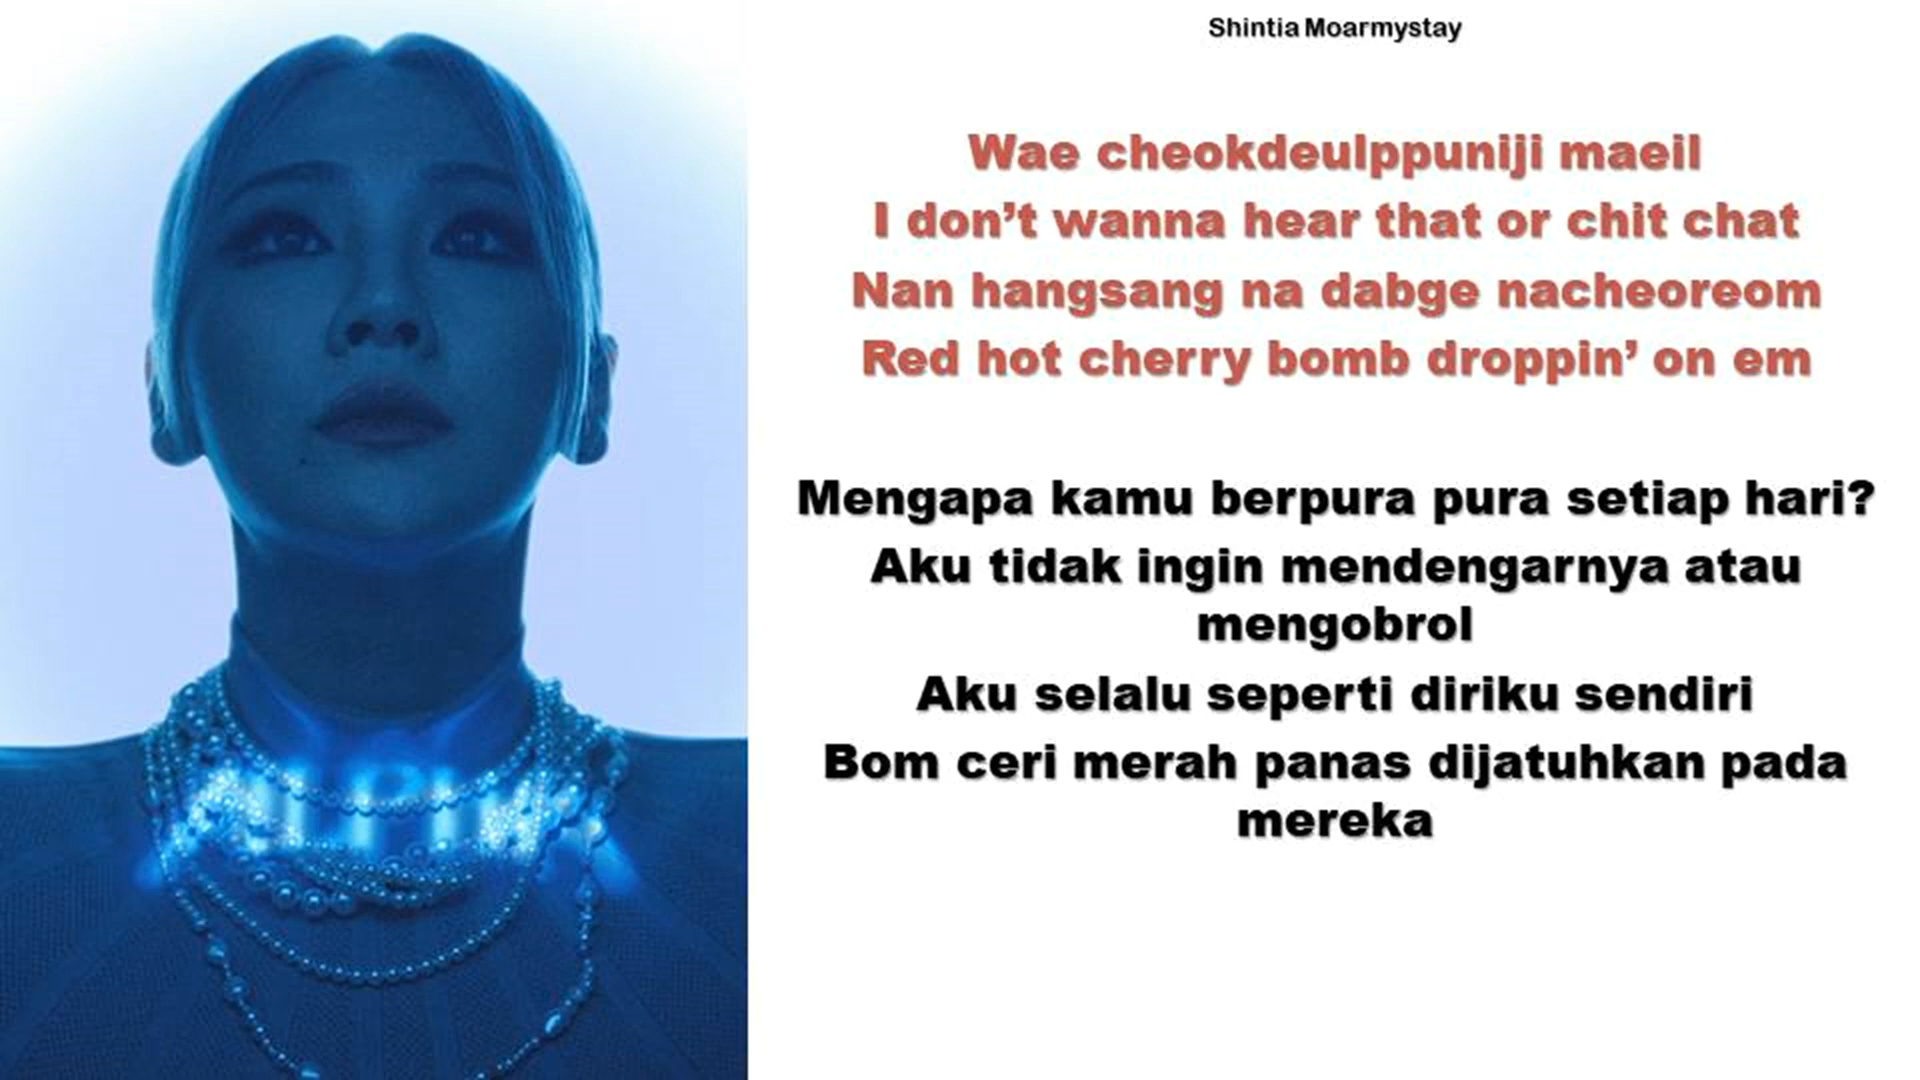 Shintia Moarmystay
Wae cheokdeulppuniji maeil
I don’t wanna hear that or chit chat
Nan hangsang na dabge nacheoreom
Red hot cherry bomb droppin’ on em
Mengapa kamu berpura pura setiap hari?
Aku tidak ingin mendengarnya atau
mengobrol
Aku selalu seperti diriku sendiri
Bom ceri merah panas dijatuhkan pada
mereka